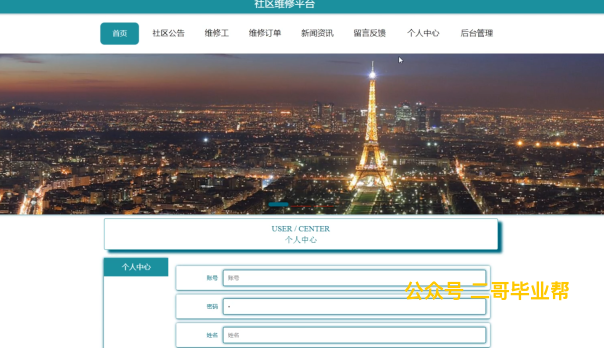 社区维修平台
首页 社区公告 维修工 维修订单 新闻资讯 留言反馈 个人中心 后台管理
USER / CENTER
个人中心
个人中心
账号 账号
密码
姓名 姓名
公众号 二哥毕业帮